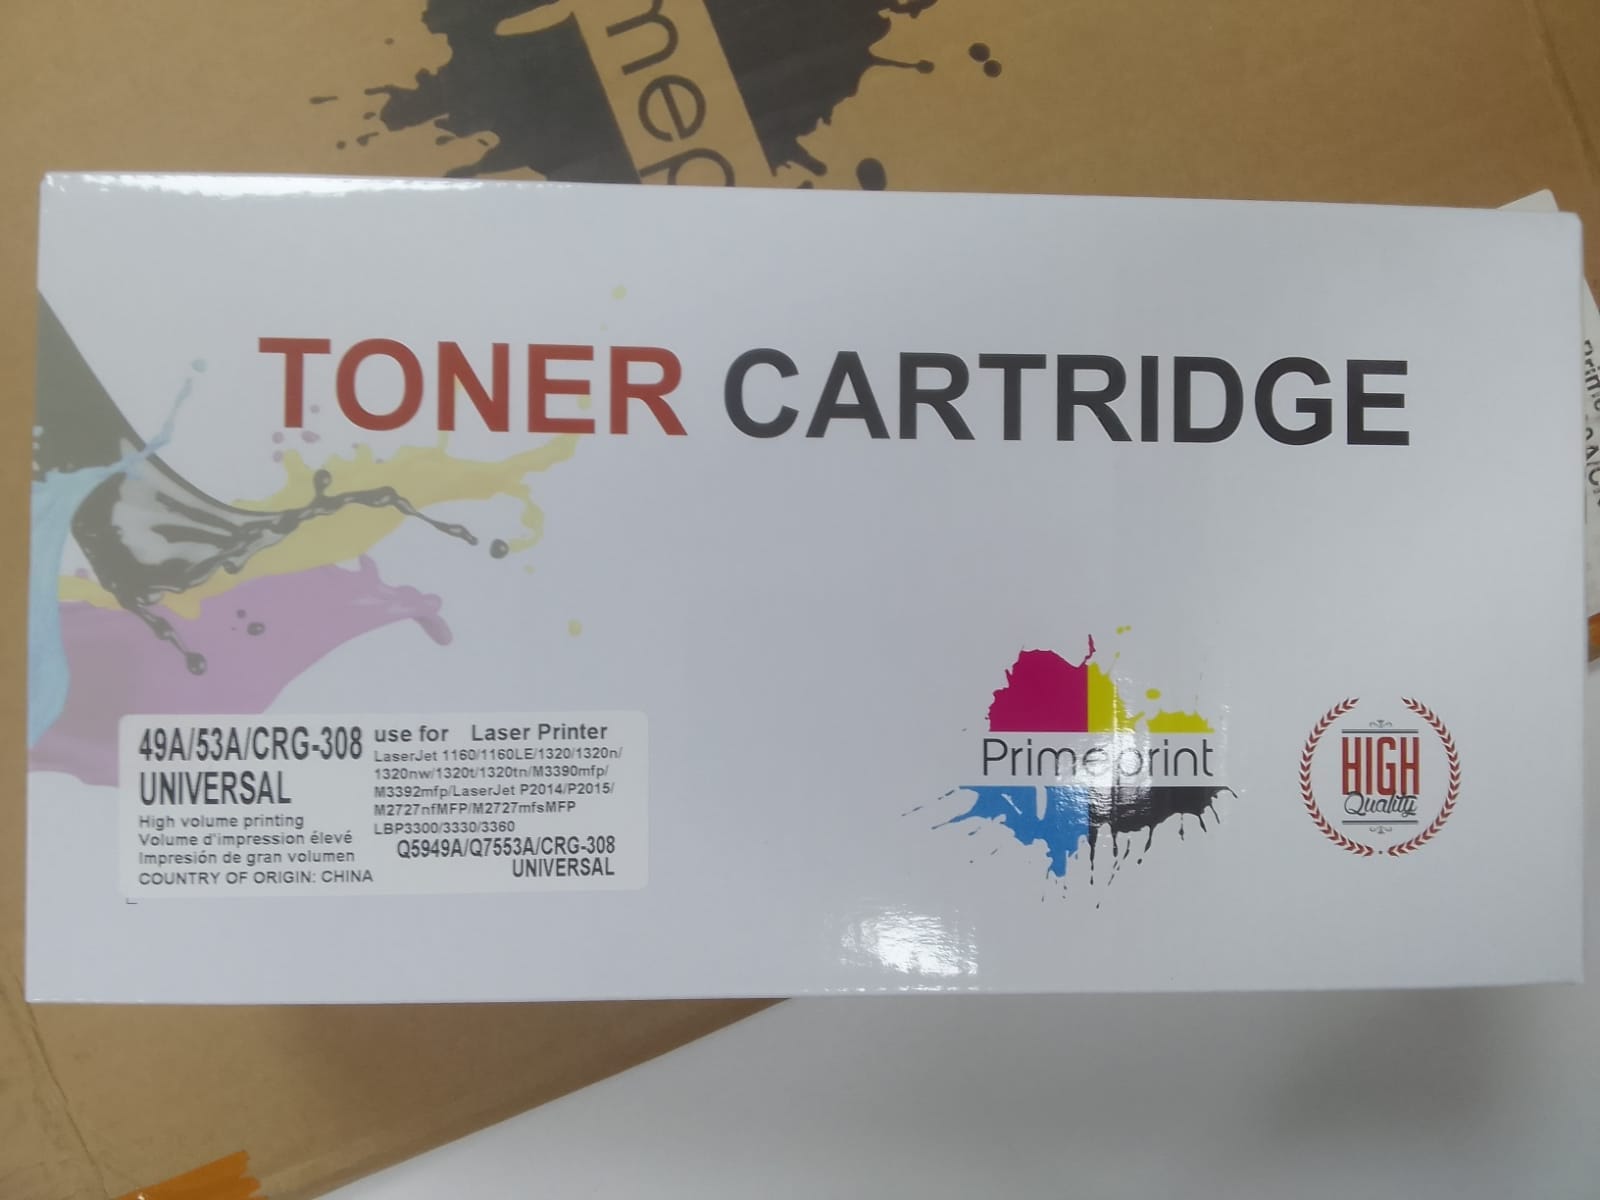 mep
TONER CARTRIDGE
49A/53A/CRG-308
UNIVERSAL
High volume printing
Volume d'impression élevé
Impresión de gran volumen
COUNTRY OF ORIGIN: CHINA
use for Laser Printer
LaserJet 1160/1160LE/1320/1320n/
1320nw/1320t/1320tn/M3390mfp/
M3392mfp/LaserJet P2014/P2015/
M2727nfMFP/M2727mfsMFP
LBP3300/3330/3360
Q5949A/Q7553A/CRG-308
UNIVERSAL
Primeprint
HIGH
Quality